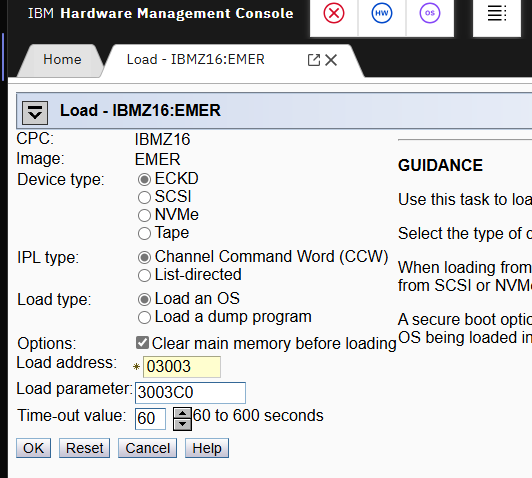 IBM Hardware Management Console
HW
OS
Home
Load - IBMZ16:EMER
Load - IBMZ16:EMER
CPC: IBMZ16
Image: EMER
Device type: ECKD
SCSI
NVMe
Tape
IPL type: Channel Command Word (CCW)
List-directed
Load type: Load an OS
Load a dump program
Options: Clear main memory before loading
Load address: * 03003
Load parameter: 3003C0
Time-out value: 60 60 to 600 seconds
OK Reset Cancel Help
GUIDANCE
Use this task to loa
Select the type of o
When loading from
from SCSI or NVMe
A secure boot optio
OS being loaded in